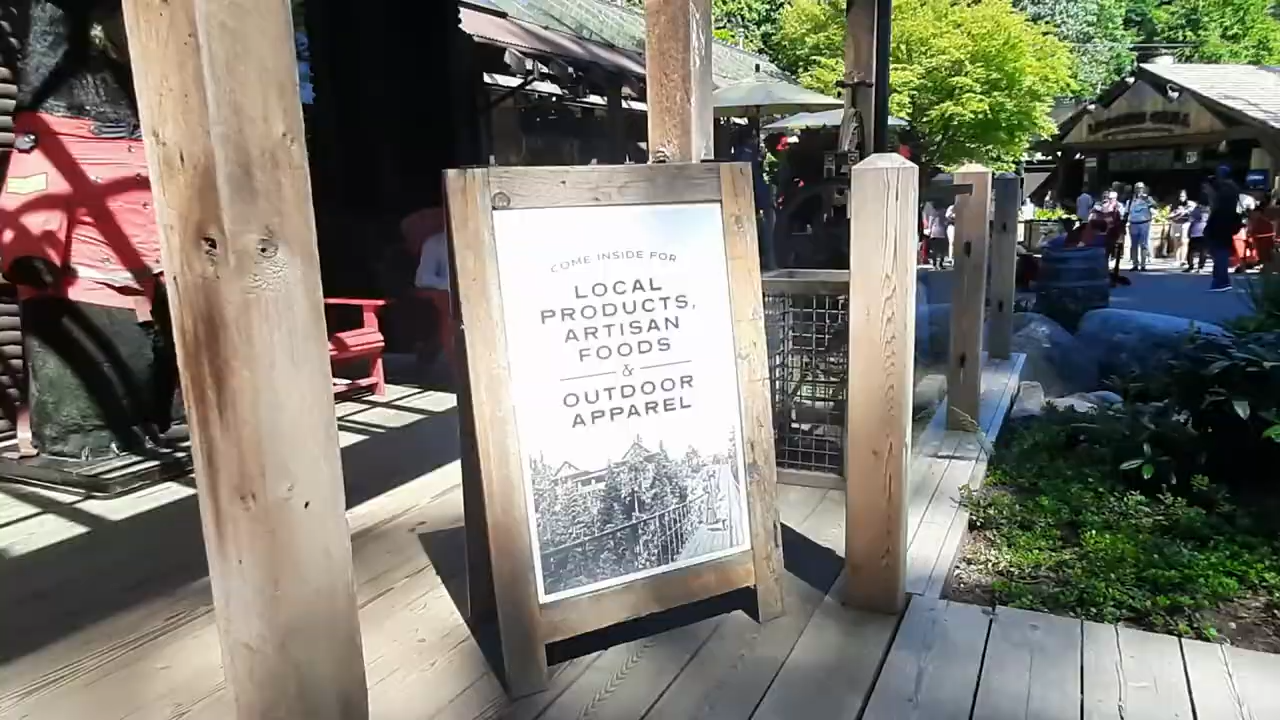 COME INSIDE FOR
LOCAL
PRODUCTS,
ARTISAN
FOODS
&
OUTDOOR
APPAREL